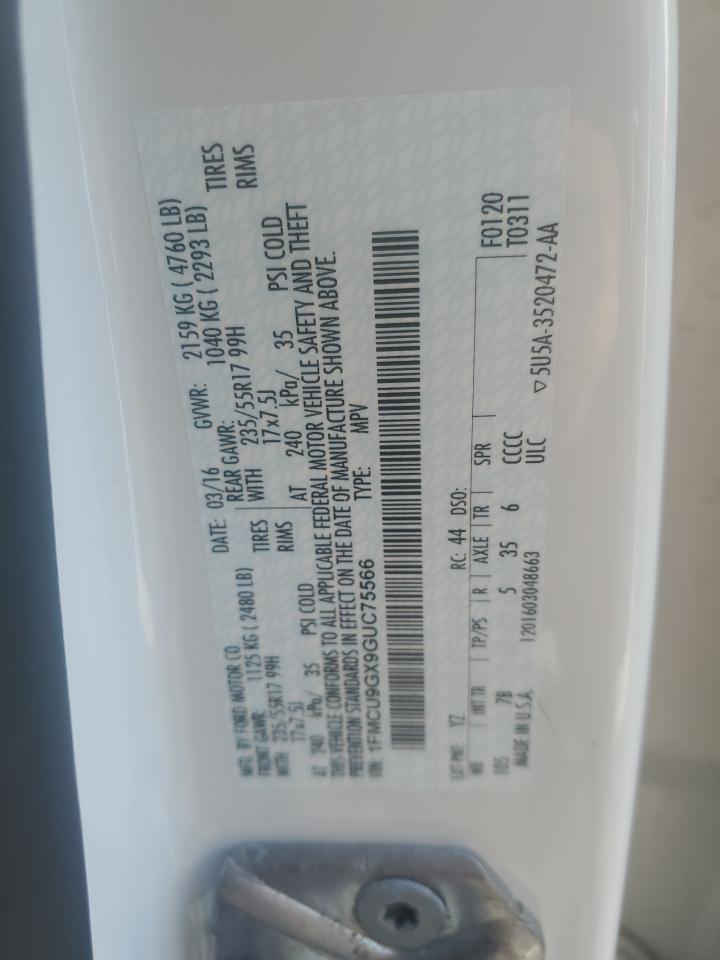 MFD. BY FORD MOTOR CO.
DATE: 03/16 GVWR: 2159 KG ( 4760 LB)
FRONT GAWR: 1125 KG ( 2480 LB) REAR GAWR: 1040 KG ( 2293 LB)
WITH 235/55R17 99H TIRES WITH 235/55R17 99H TIRES
17x7.5J RIMS 17x7.5J RIMS
AT 240 kPa/ 35 PSI COLD AT 240 kPa/ 35 PSI COLD
THIS VEHICLE CONFORMS TO ALL APPLICABLE FEDERAL MOTOR VEHICLE SAFETY AND THEFT
PREVENTION STANDARDS IN EFFECT ON THE DATE OF MANUFACTURE SHOWN ABOVE.
VIN: 1FMCU9GX9GUC75566 TYPE: MPV
EXT PNT: YZ RC: 44 DSO:
WB INT TR TP/PS R AXLE TR SPR F0120
105 7B 5 35 6 CCCC T0311
MADE IN U.S.A. 1201603048663 ULC
▽5U5A-3520472-AA